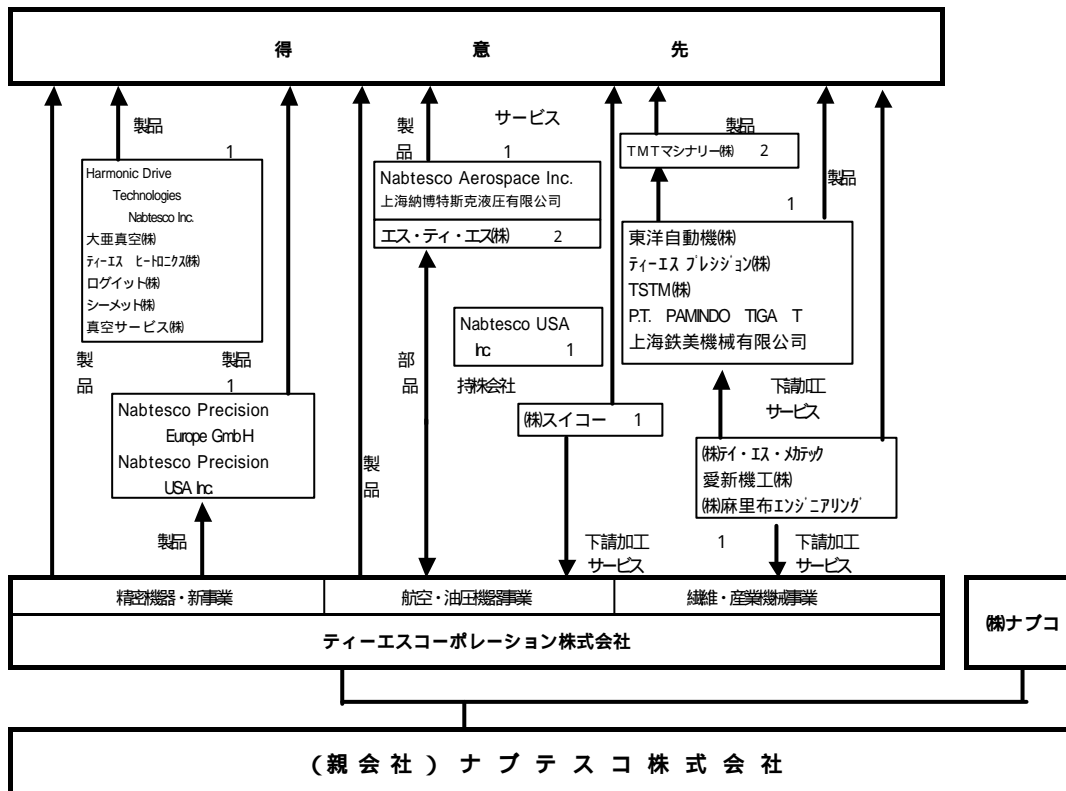 得 意 先
製品
1
Harmonic Drive
Technologies
Nabtesco Inc.
大亜真空㈱
ティーエス ヒートロニクス㈱
ログイット㈱
シーメット㈱
真空サービス㈱
製品
製品
1
Nabtesco Precision
Europe GmbH
Nabtesco Precision
USA Inc.
製品
製品
サービス
1
Nabtesco Aerospace Inc.
上海納博特斯克液圧有限公司
エス・ティ・エス(株) 2
部品
Nabtesco USA
Inc 1
持株会社
㈱スイコー 1
製品
下請加工
サービス
製品
TMTマシナリー㈱ 2
製品
1
東洋自動機㈱
ティーエス プレシジョン㈱
TSTM㈱
P.T. PAMINDO TIGA T
上海鉄美機械有限公司
下請加工
サービス
㈱テイ・エス・メカテック
愛新機工㈱
㈱麻里布エンジニアリング
1
下請加工
サービス
精密機器・新事業
航空・油圧機器事業
繊維・産業機械事業
ティーエスコーポレーション株式会社
㈱ナブコ
(親会社) ナブテスコ株式会社